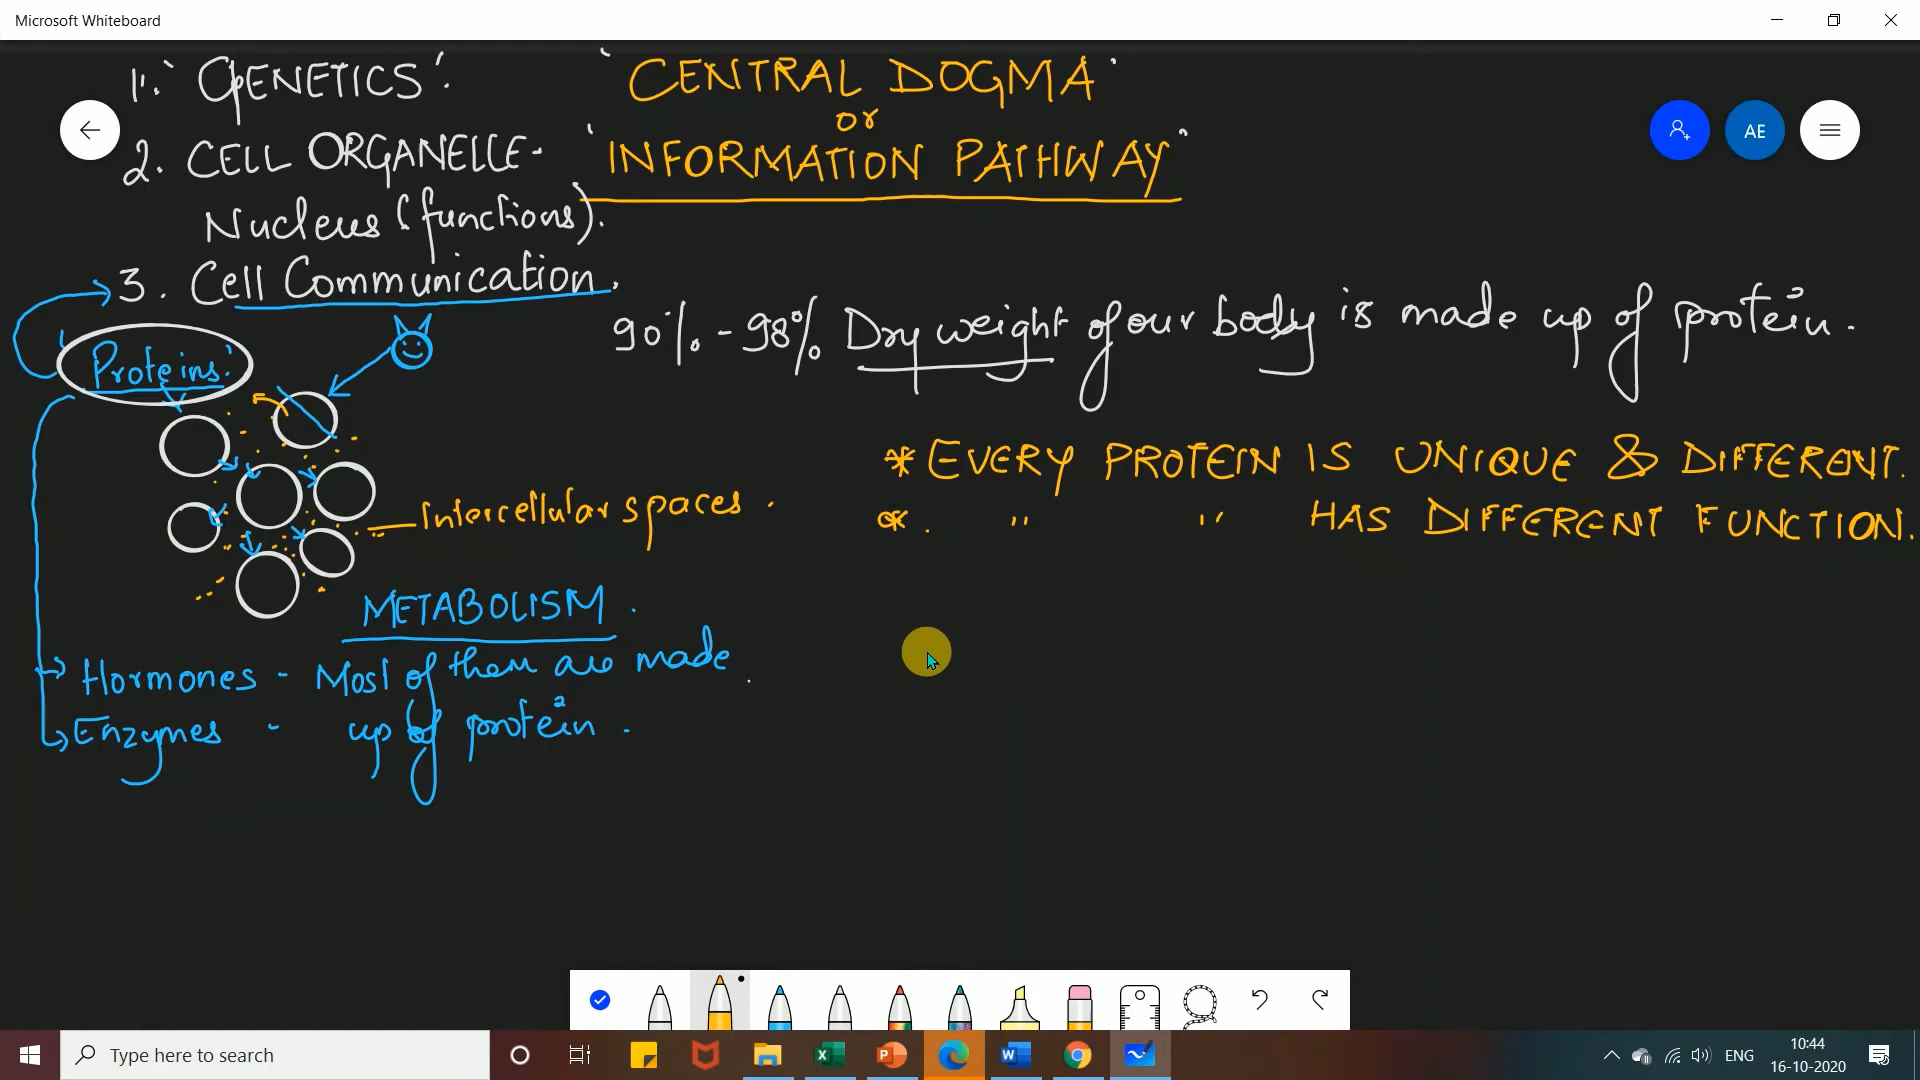 Microsoft Whiteboard
1. 'GENETICS'.
2. CELL ORGANELLE -
Nucleus (functions).
3. Cell Communication.
'CENTRAL DOGMA'
or
'INFORMATION PATHWAY'
AE
90% - 98% Dry weight of our body is made up of protein.
Proteins:
* EVERY PROTEIN IS UNIQUE & DIFFERENT.
*. " " HAS DIFFERENT FUNCTION.
Intercellular spaces.
METABOLISM.
Hormones - Most of them are made
Enzymes - up of protein.
Type here to search
ENG
10:44
16-10-2020